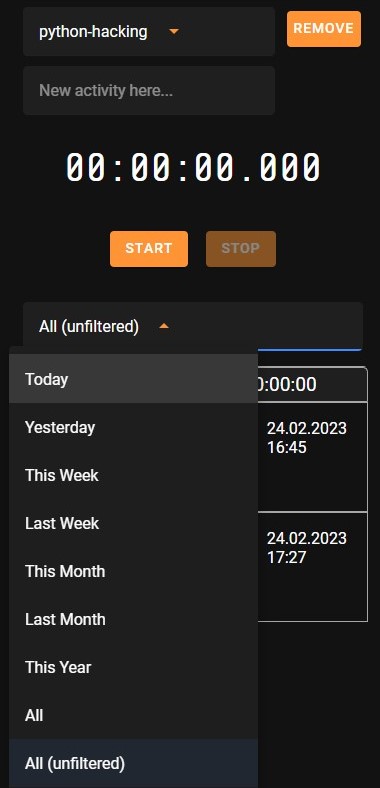 python-hacking
REMOVE
New activity here...
00:00:00.000
START
STOP
All (unfiltered)
Today
0:00:00
Yesterday
24.02.2023
16:45
This Week
Last Week
24.02.2023
17:27
This Month
Last Month
This Year
All
All (unfiltered)